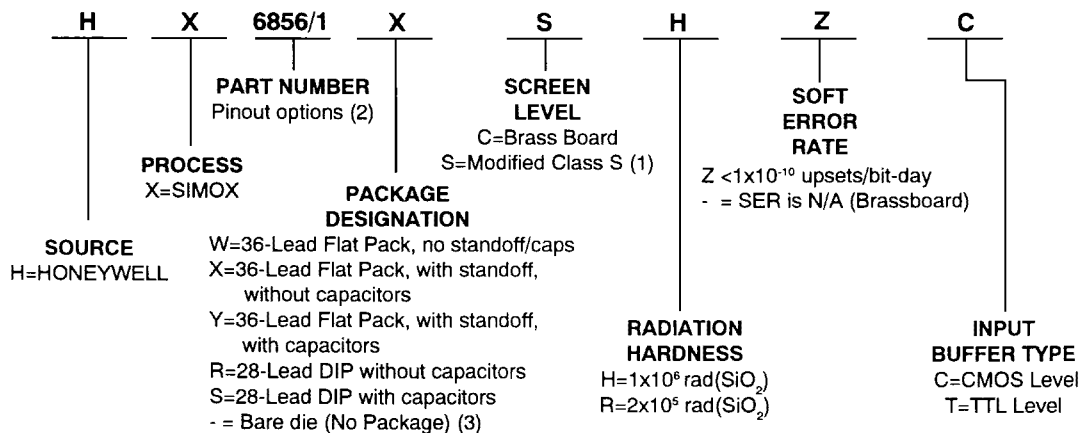 H X 6856/1 X S H Z C
PART NUMBER
Pinout options (2)
PROCESS
X=SIMOX
SOURCE
H=HONEYWELL
PACKAGE
DESIGNATION
W=36-Lead Flat Pack, no standoff/caps
X=36-Lead Flat Pack, with standoff,
without capacitors
Y=36-Lead Flat Pack, with standoff,
with capacitors
R=28-Lead DIP without capacitors
S=28-Lead DIP with capacitors
- = Bare die (No Package) (3)
SCREEN
LEVEL
C=Brass Board
S=Modified Class S (1)
RADIATION
HARDNESS
H=1x10⁶ rad(SiO₂)
R=2x10⁵ rad(SiO₂)
SOFT
ERROR
RATE
Z <1x10⁻¹⁰ upsets/bit-day
- = SER is N/A (Brassboard)
INPUT
BUFFER TYPE
C=CMOS Level
T=TTL Level